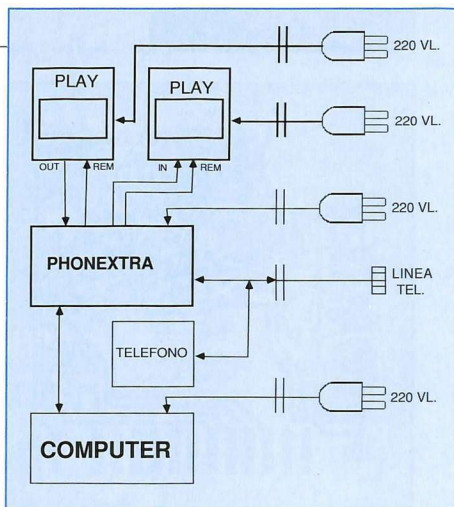 220 VL.
PLAY PLAY
220 VL.
OUT REM IN REM
220 VL.
PHONEXTRA
LINEA
TEL.
TELEFONO
220 VL.
COMPUTER